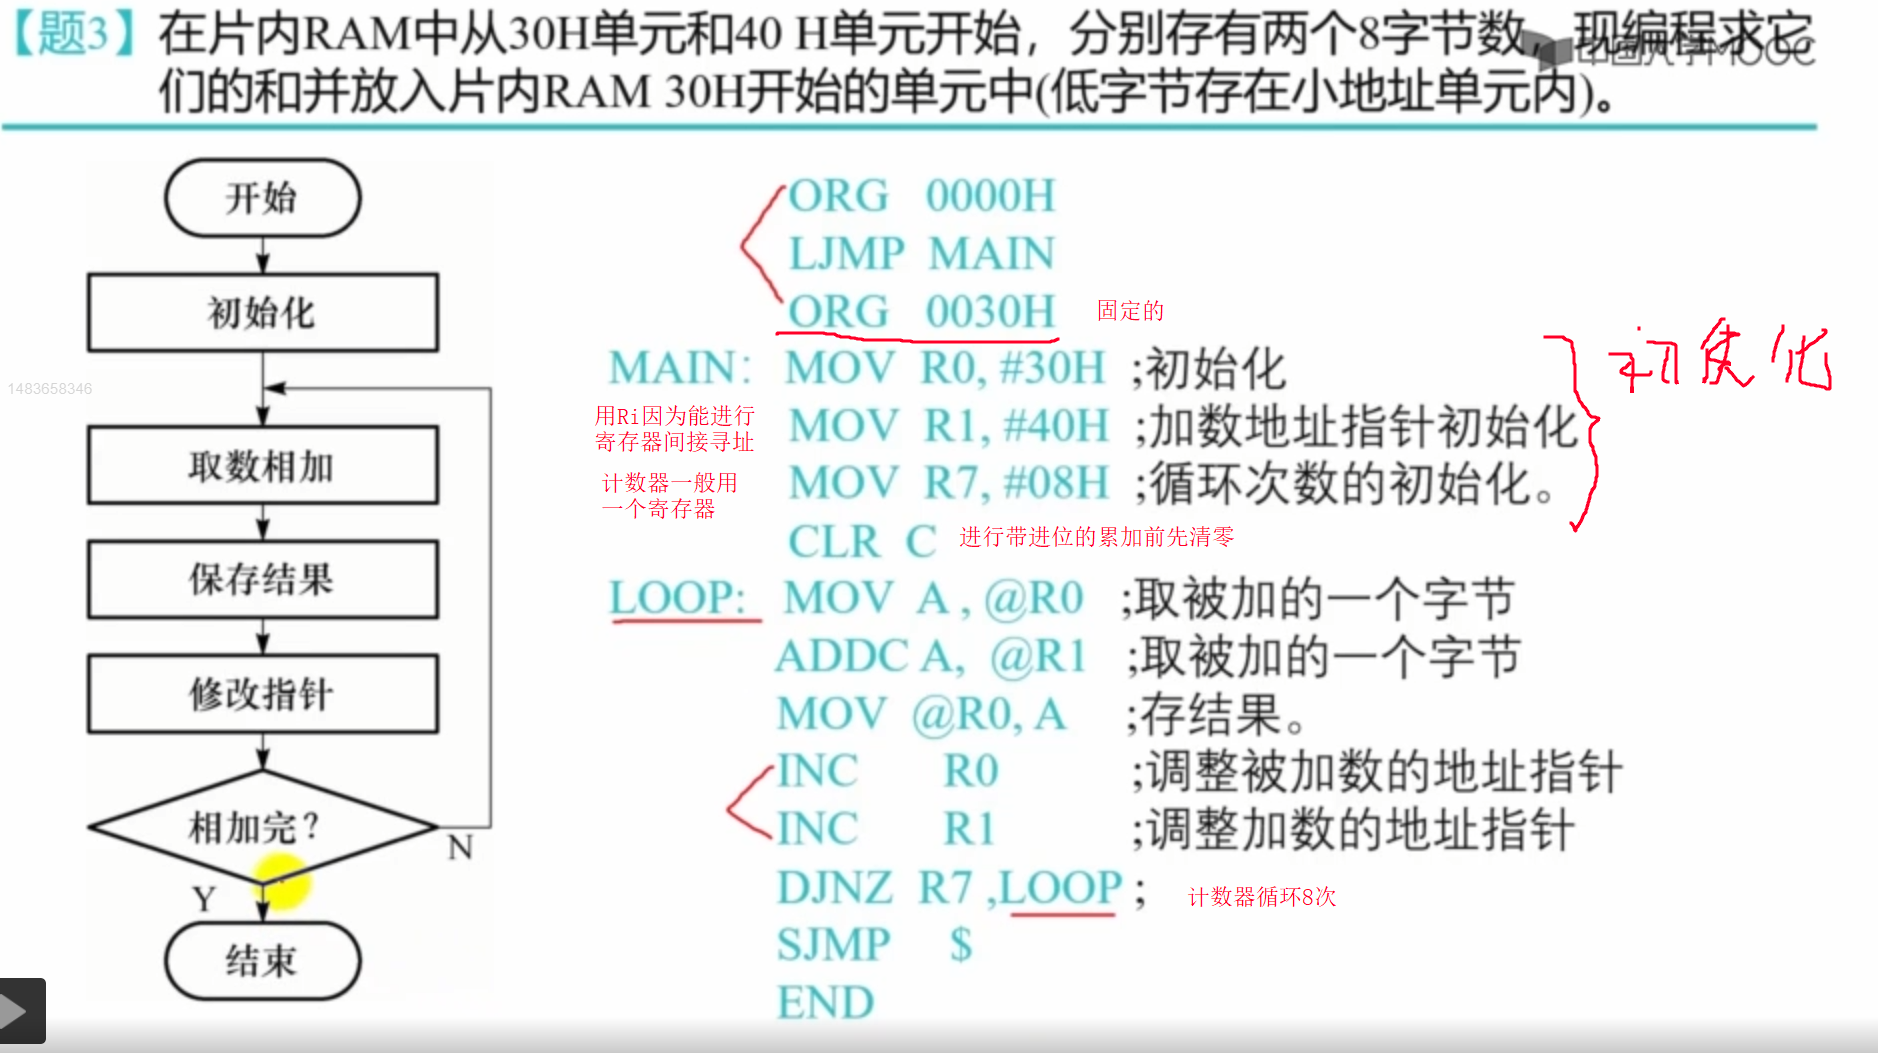 【题3】在片内RAM中从30H单元和40 H单元开始，分别存有两个8字节数，现编程求它
们的和并放入片内RAM 30H开始的单元中(低字节存在小地址单元内)。
中国大学MOOC
开始
初始化
取数相加
保存结果
修改指针
相加完？
N
Y
结束
1483658346
ORG 0000H
LJMP MAIN
ORG 0030H 固定的
MAIN: MOV R0, #30H ;初始化
用Ri因为能进行
寄存器间接寻址
MOV R1, #40H ;加数地址指针初始化
计数器一般用
一个寄存器
MOV R7, #08H ;循环次数的初始化。
初始化
CLR C 进行带进位的累加前先清零
LOOP: MOV A , @R0 ;取被加的一个字节
ADDC A, @R1 ;取被加的一个字节
MOV @R0, A ;存结果。
INC R0 ;调整被加数的地址指针
INC R1 ;调整加数的地址指针
DJNZ R7 ,LOOP ; 计数器循环8次
SJMP $
END